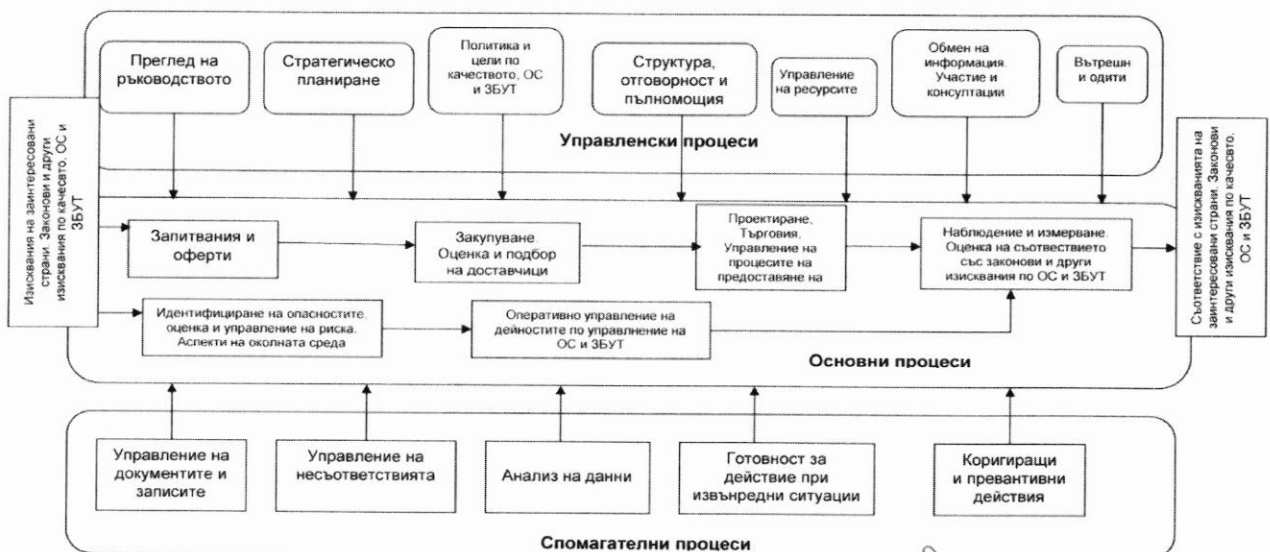 Преглед на
ръководството
Стратегическо
планиране
Политика и
цели по
качеството, ОС
и ЗБУТ
Структура,
отговорност и
пълномощия
Управление
на ресурсите
Обмен на
информация.
Участие и
консултации
Вътрешн
и одити
Управленски процеси
Изисквания на заинтересовани
страни. Законови и други
изисквания по качесвто, ОС и
ЗБУТ
Запитвания и
оферти
Закупуване.
Оценка и подбор
на доставчици
Проектиране,
Търговия,
Управление на
процесите на
предоставяне на
Наблюдение и измерване.
Оценка на съотвествието
със законови и други
изисквания по ОС и ЗБУТ
Идентифициране на опасностите,
оценка и управление на риска.
Аспекти на околната среда
Оперативно управление на
дейностите по управлнение на
ОС и ЗБУТ
Основни процеси
Съответствие с изискванията на
заинтересовани страни. Законови
и други изисквания по качесвто,
ОС и ЗБУТ
Управление на
документите и
записите
Управление на
несъответствията
Анализ на данни
Готовност за
действие при
извънредни ситуации
Коригиращи
и превантивни
действия
Спомагателни процеси